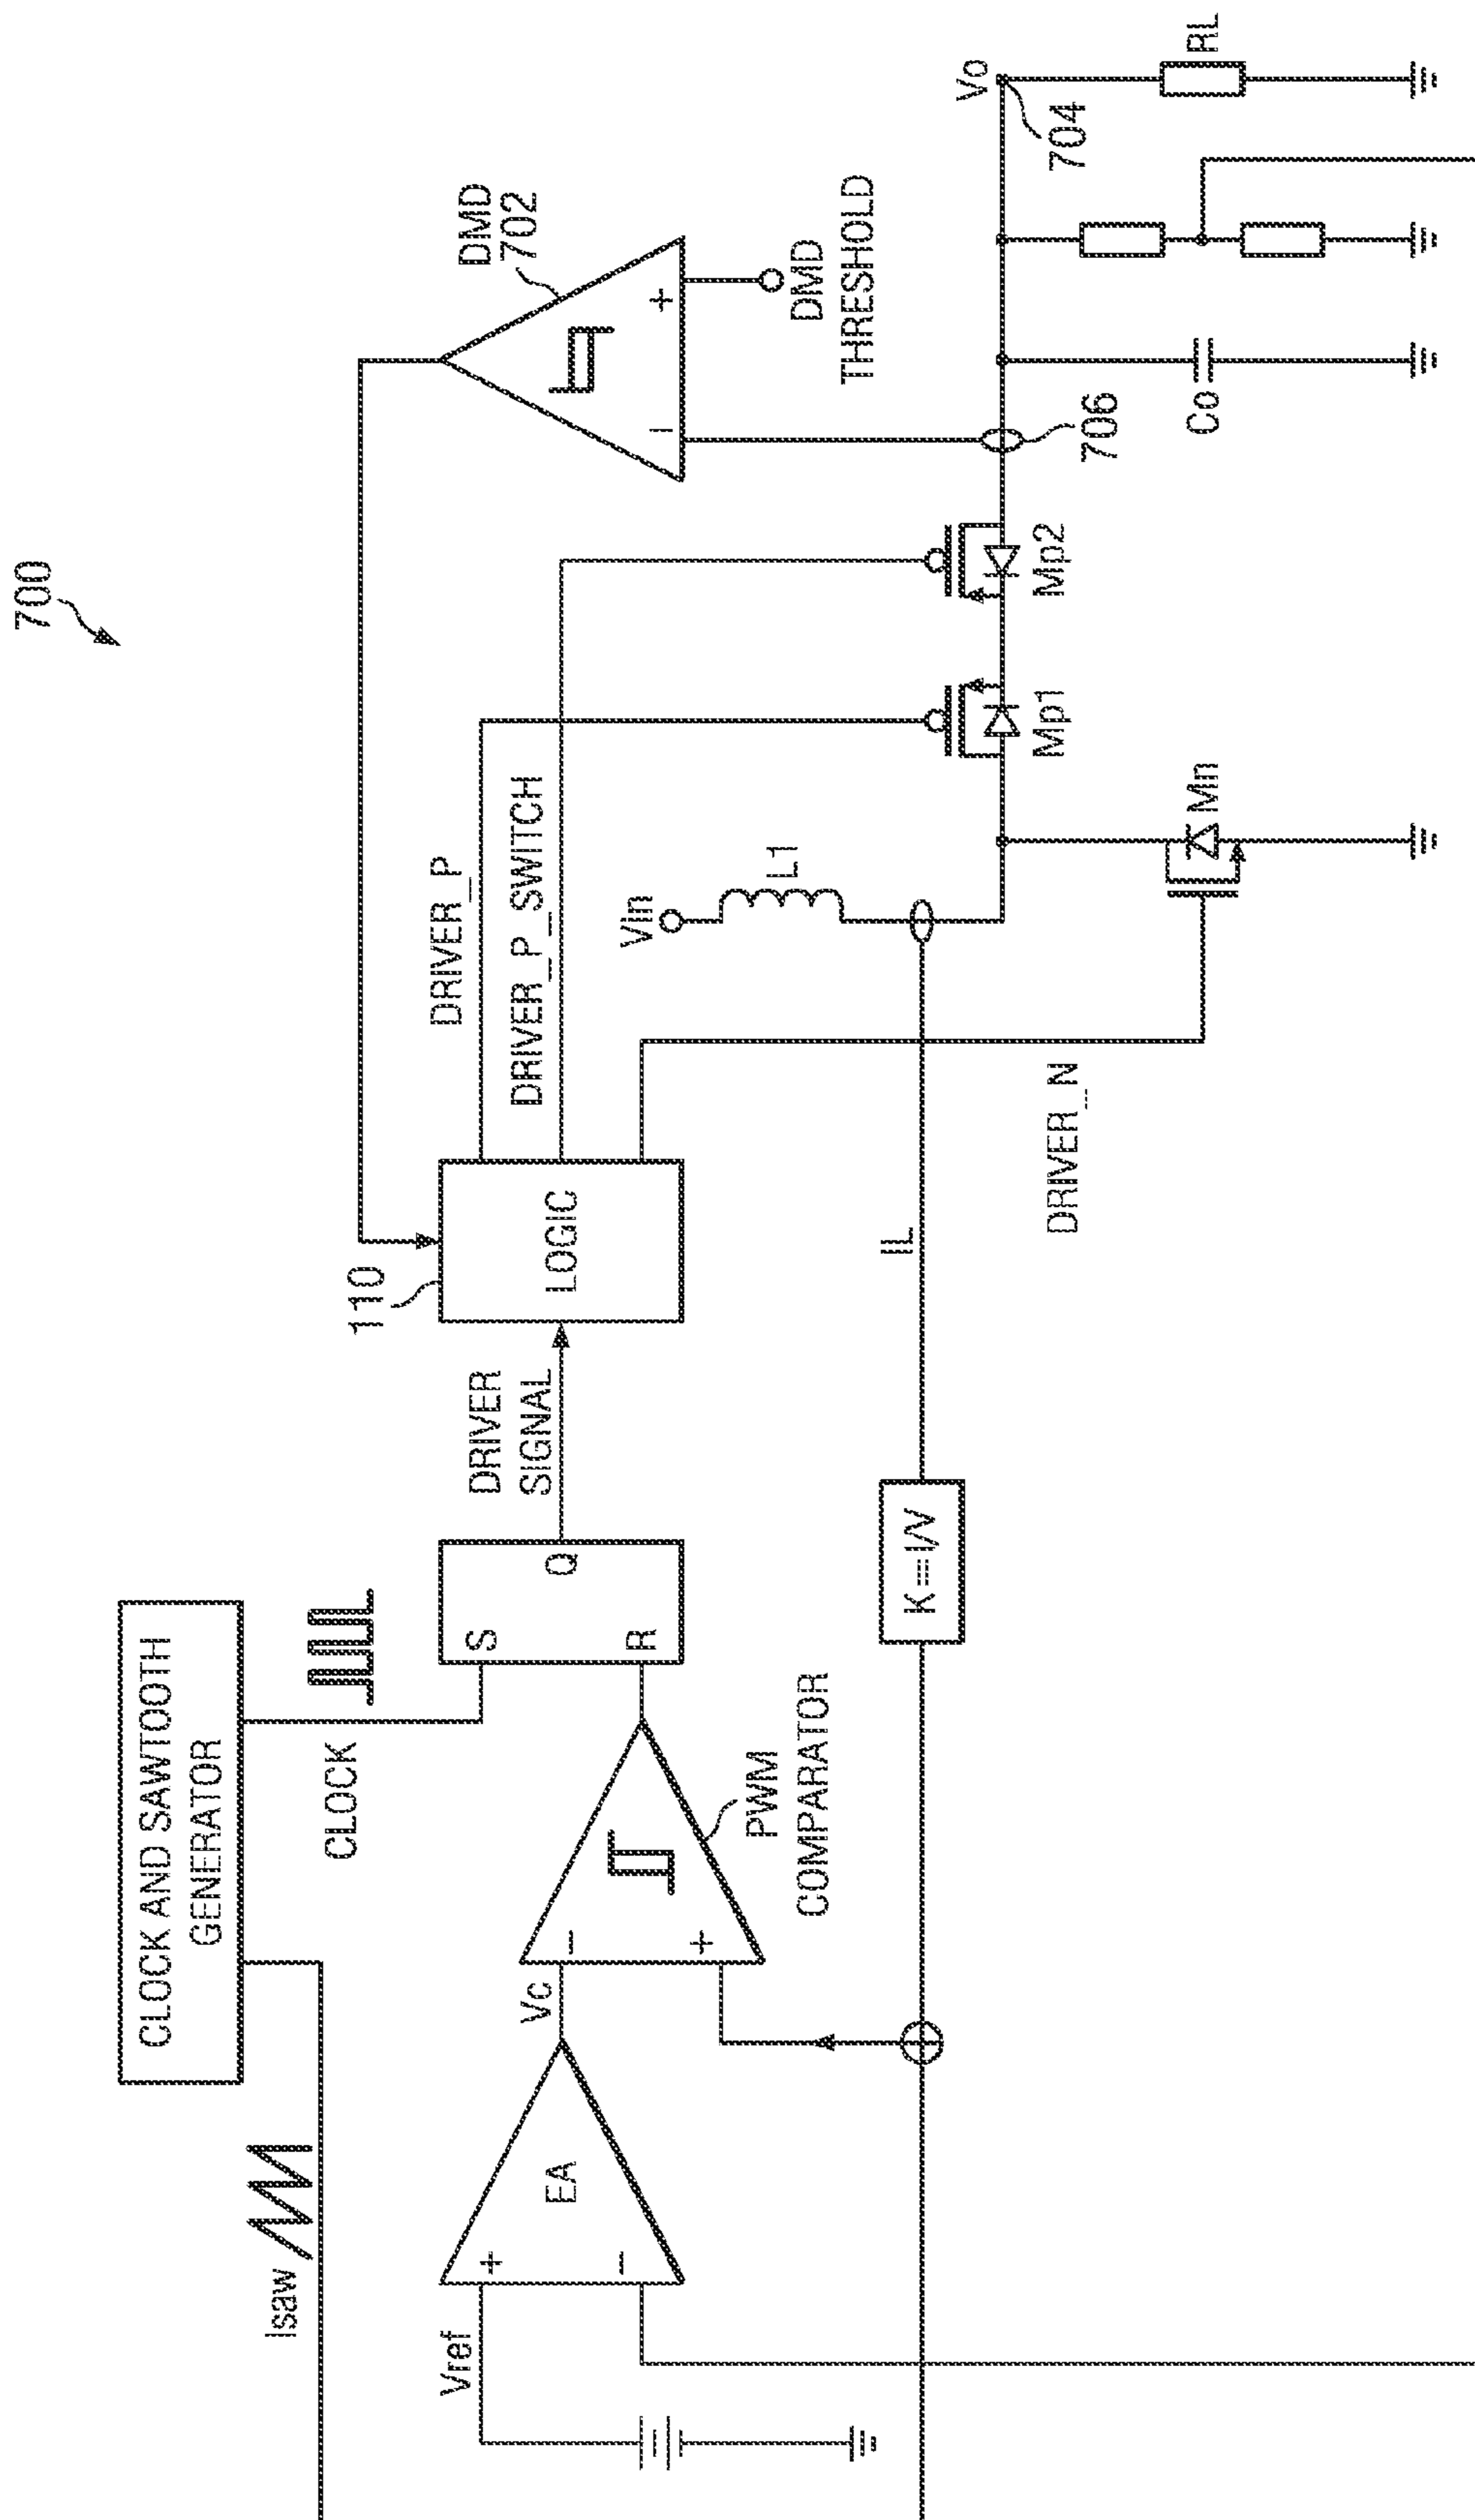 700
CLOCK AND SAWTOOTH
GENERATOR
Isaw
CLOCK
Vref
+
−
EA
Vc
−
+
PWM
COMPARATOR
S
R
Q
DRIVER
SIGNAL
110
LOGIC
DRIVER_P
DRIVER_P_SWITCH
DRIVER_N
K=I/V
IL
Vin
L1
Mn
Mp1
Mp2
DMD
702
−
+
DMD
THRESHOLD
706
Co
Vo
704
RL